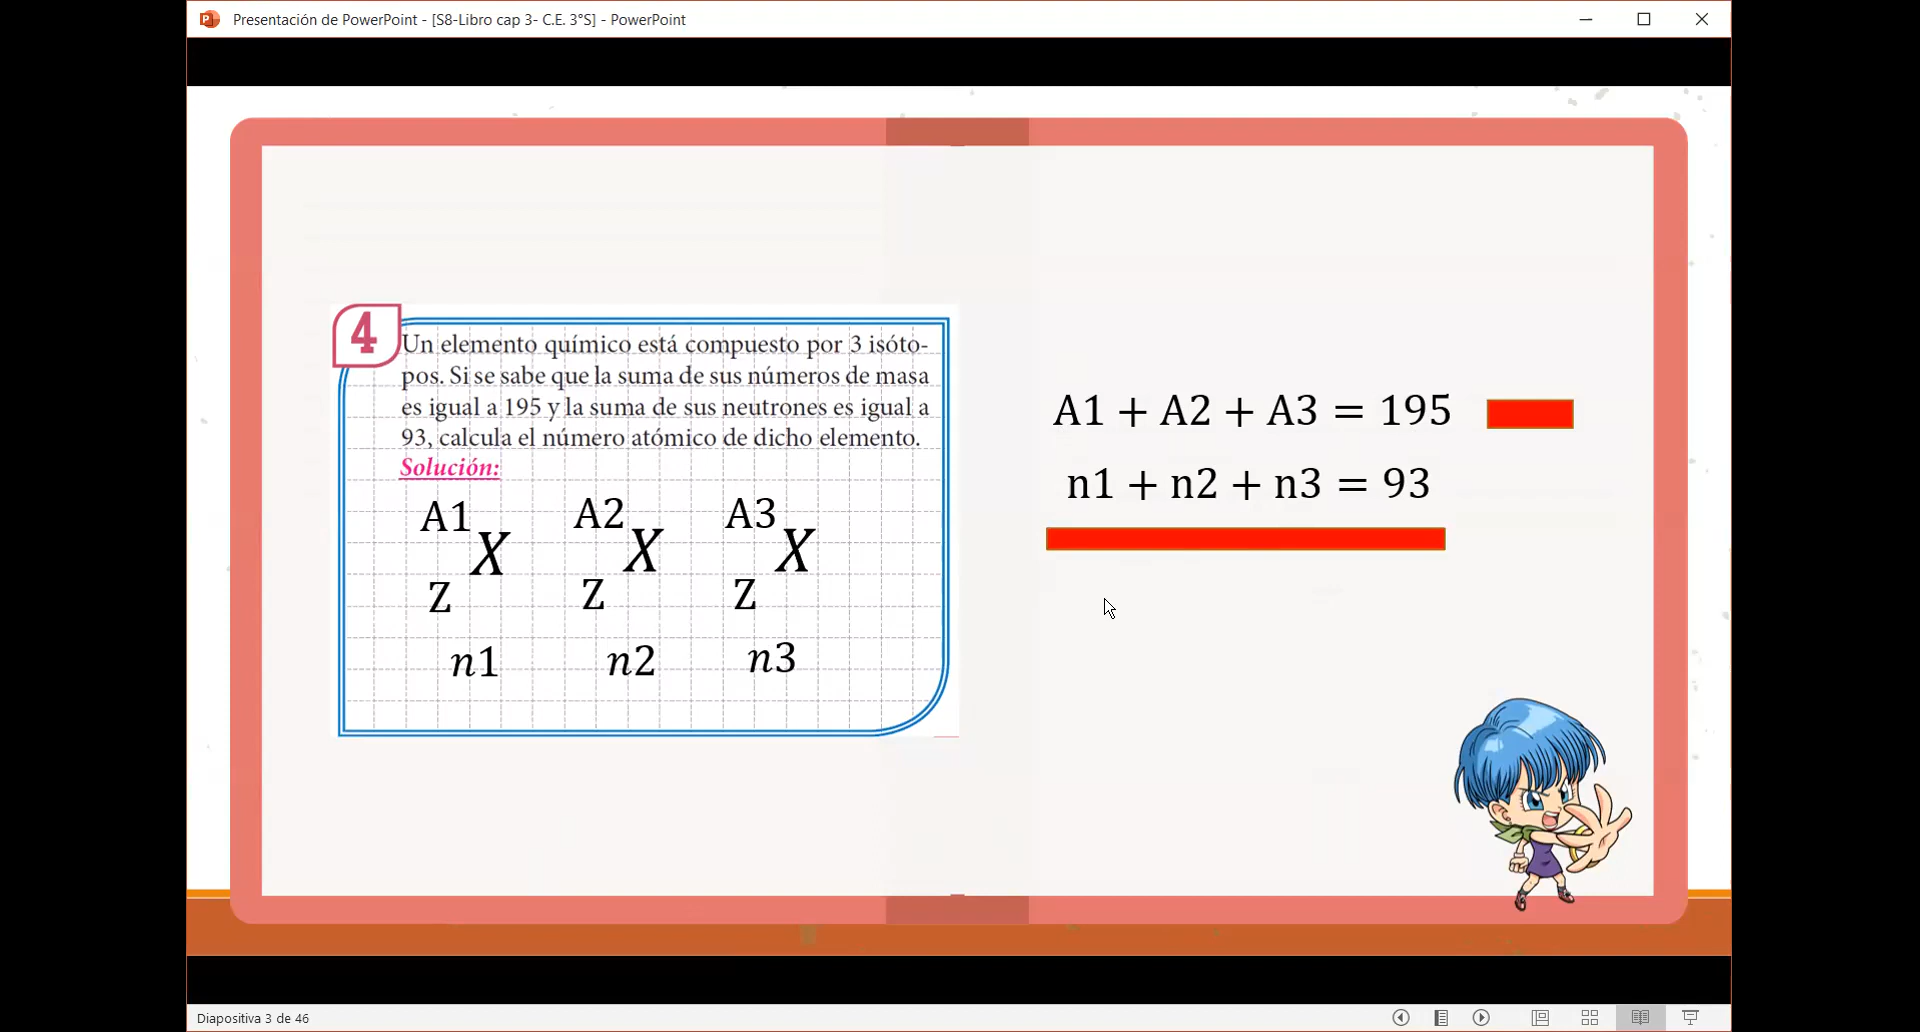 Presentación de PowerPoint - [S8-Libro cap 3- C.E. 3°S] - PowerPoint
4
Un elemento químico está compuesto por 3 isóto-
pos. Si se sabe que la suma de sus números de masa
es igual a 195 y la suma de sus neutrones es igual a
93, calcula el número atómico de dicho elemento.
Solución:
A1 X Z n1
A2 X Z n2
A3 X Z n3
A1 + A2 + A3 = 195
n1 + n2 + n3 = 93
Diapositiva 3 de 46